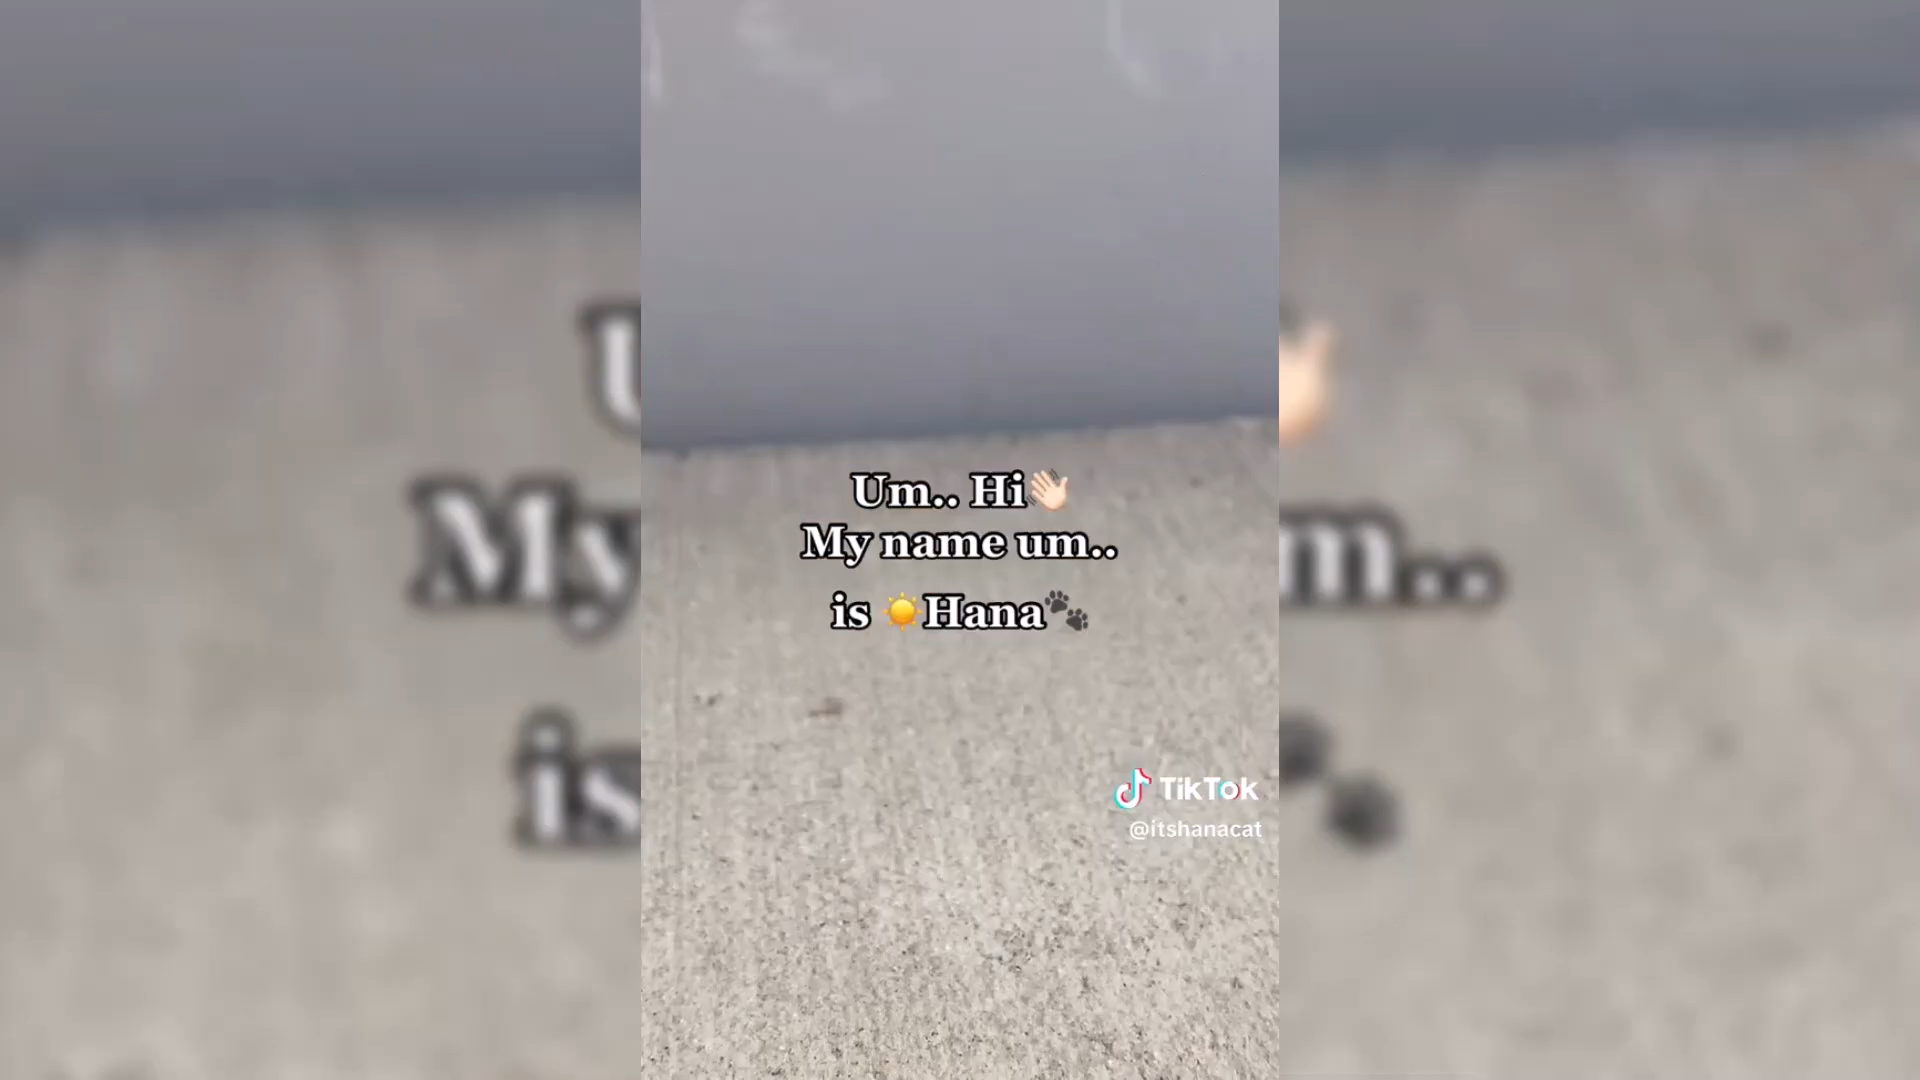 Um.. Hi👋🏻
My name um..
is ☀️Hana🐾
TikTok
@itshanacat